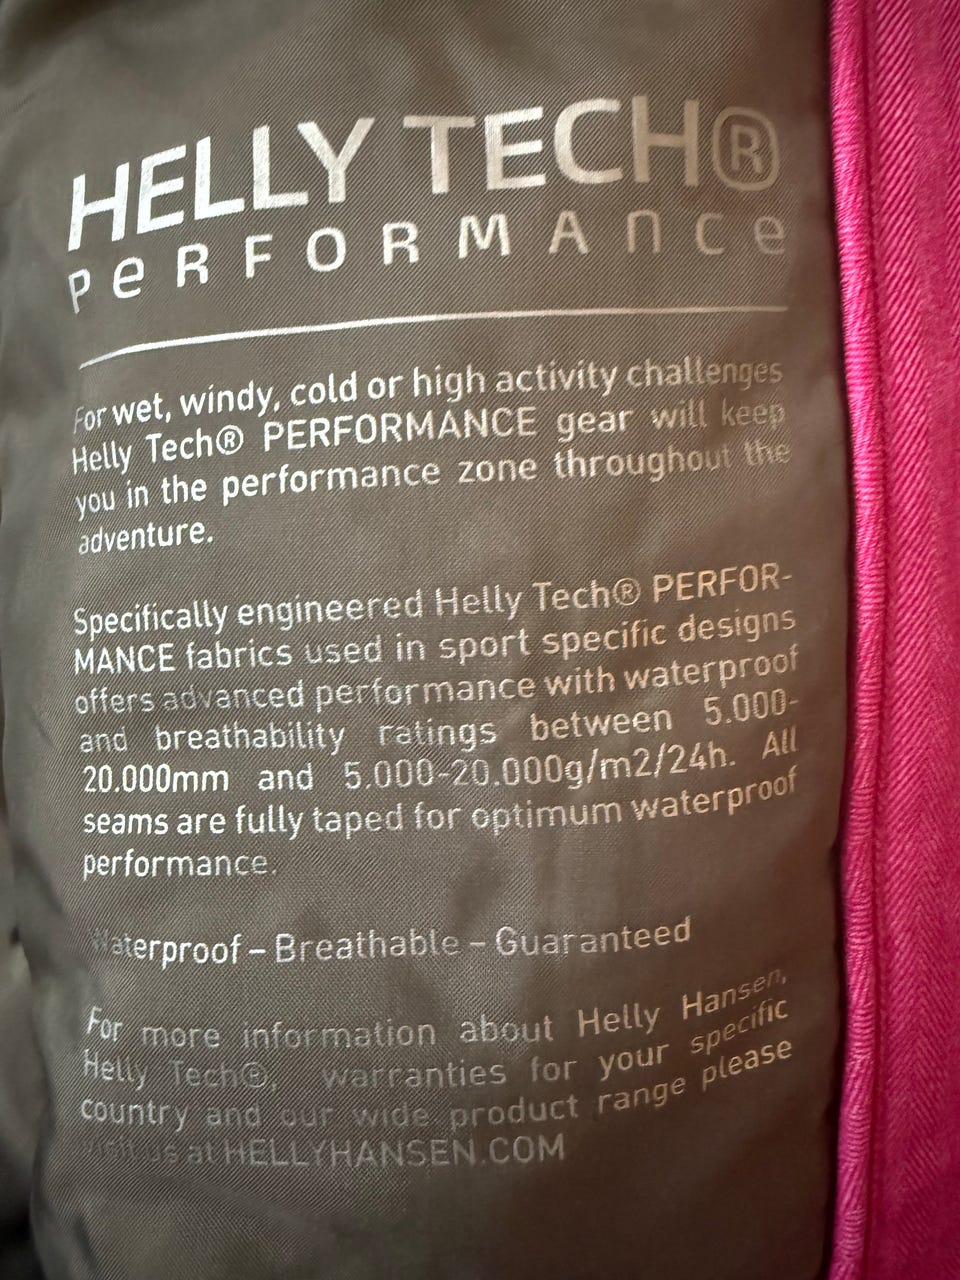 HELLY TECH®
PERFORMANCE
For wet, windy, cold or high activity challenges
Helly Tech® PERFORMANCE gear will keep
you in the performance zone throughout the
adventure.
Specifically engineered Helly Tech® PERFOR-
MANCE fabrics used in sport specific designs
offers advanced performance with waterproof
and breathability ratings between 5.000-
20.000mm and 5.000-20.000g/m2/24h. All
seams are fully taped for optimum waterproof
performance.
Waterproof – Breathable – Guaranteed
For more information about Helly Hansen,
Helly Tech®, warranties for your specific
country and our wide product range please
visit us at HELLYHANSEN.COM